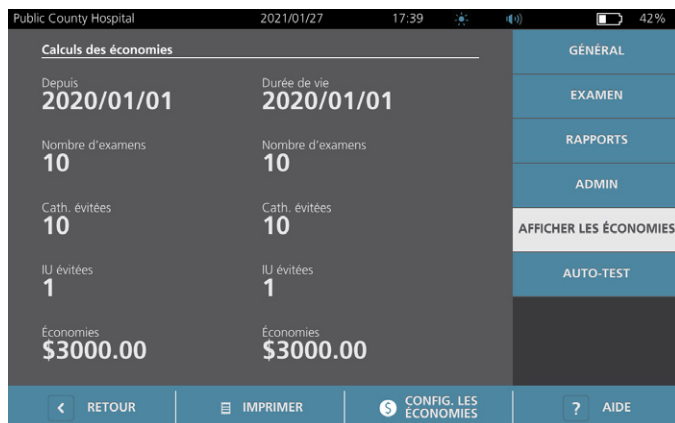 Public County Hospital 2021/01/27 17:39 42%
Calculs des économies
Depuis Durée de vie
2020/01/01 2020/01/01
Nombre d'examens Nombre d'examens
10 10
Cath. évitées Cath. évitées
10 10
IU évitées IU évitées
1 1
Économies Économies
$3000.00 $3000.00
GÉNÉRAL
EXAMEN
RAPPORTS
ADMIN
AFFICHER LES ÉCONOMIES
AUTO-TEST
RETOUR
IMPRIMER
$ CONFIG. LES
ÉCONOMIES
? AIDE